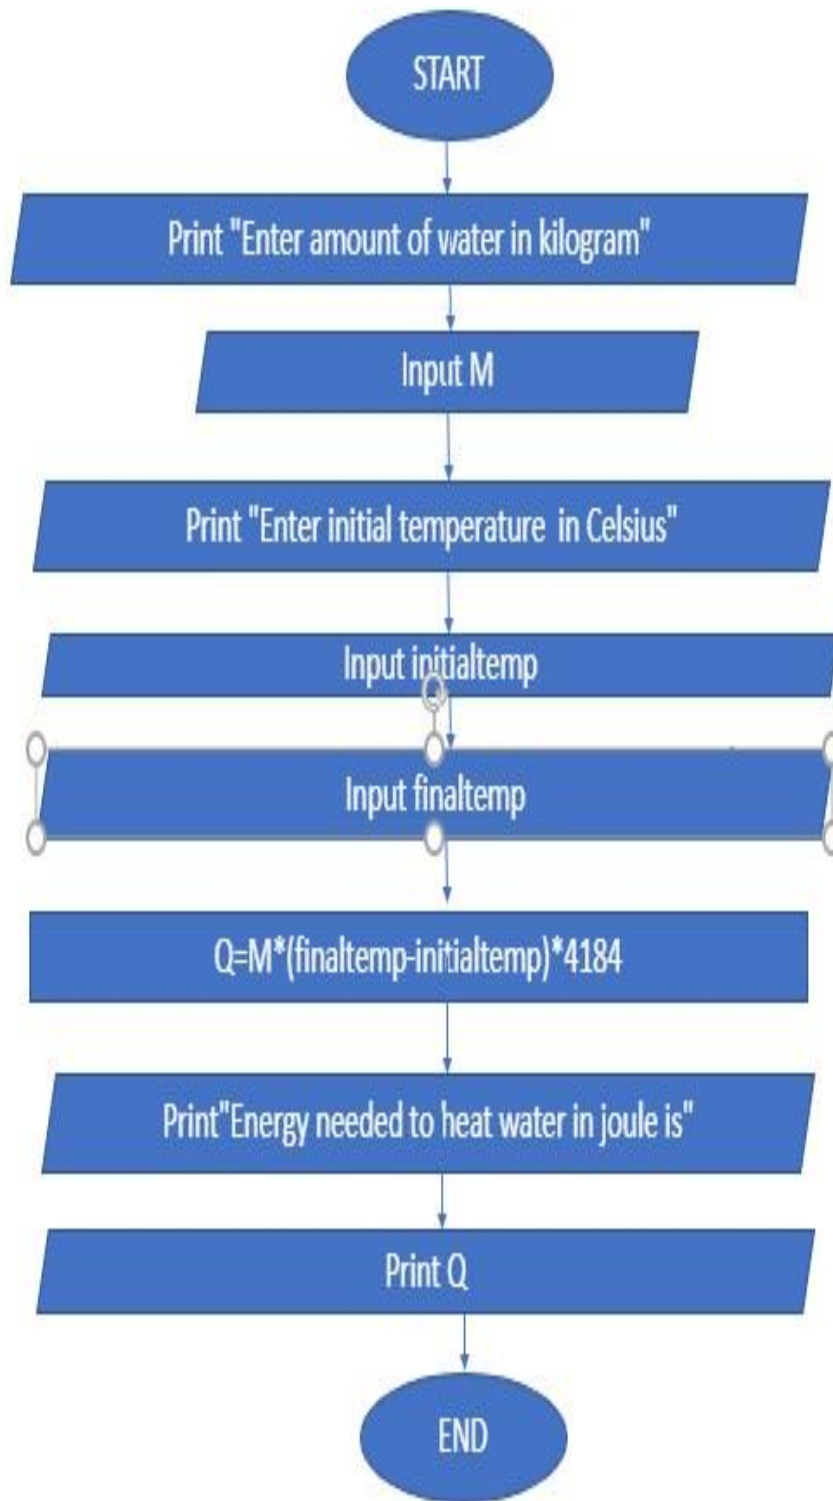 START
Print "Enter amount of water in kilogram"
Input M
Print "Enter initial temperature  in Celsius"
Input initialtemp
Input finaltemp
Q=M*(finaltemp-initialtemp)*4184
Print"Energy needed to heat water in joule is"
Print Q
END